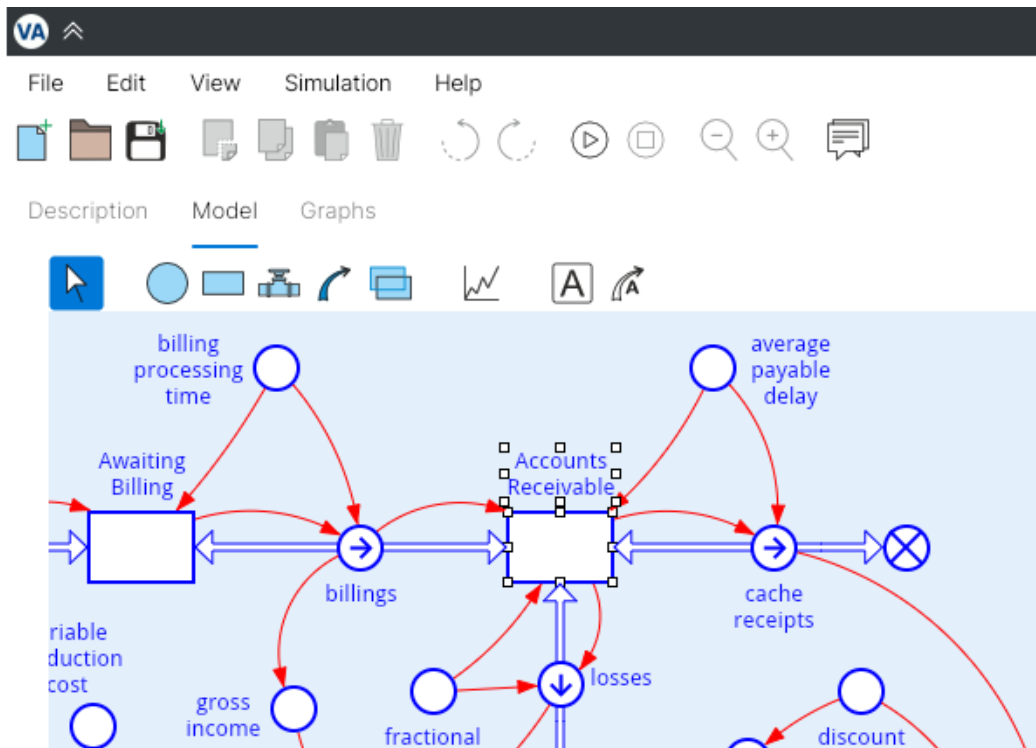 VA
File Edit View Simulation Help
Description Model Graphs
A A
billing
processing
time
average
payable
delay
Awaiting
Billing
Accounts
Receivable
billings
cache
receipts
riable
duction
cost
losses
gross
income
fractional
discount